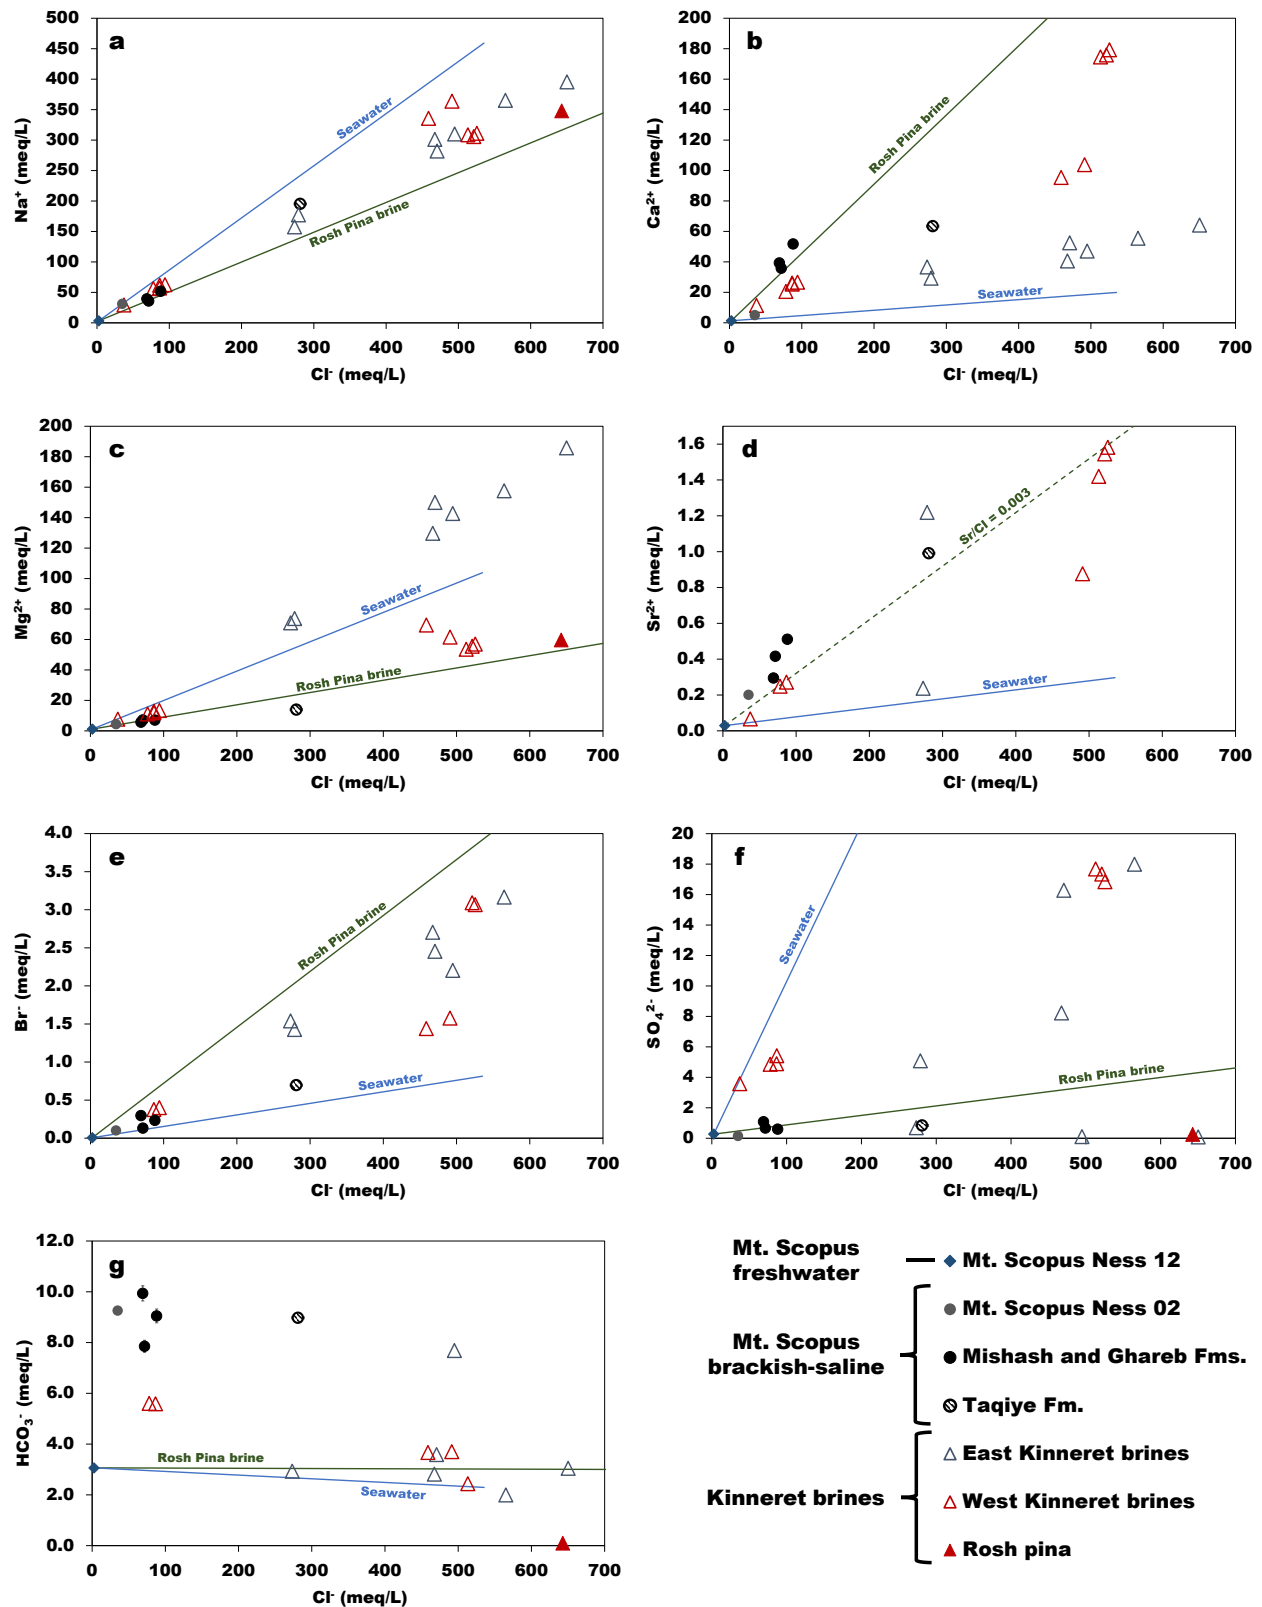 a
500
450
400
350
300
250
200
150
100
50
0
Na⁺ (meq/L)
Seawater
Rosh Pina brine
0 100 200 300 400 500 600 700
Cl⁻ (meq/L)
b
200
180
160
140
120
100
80
60
40
20
0
Ca²⁺ (meq/L)
Rosh Pina brine
Seawater
0 100 200 300 400 500 600 700
Cl⁻ (meq/L)
c
200
180
160
140
120
100
80
60
40
20
0
Mg²⁺ (meq/L)
Seawater
Rosh Pina brine
0 100 200 300 400 500 600 700
Cl⁻ (meq/L)
d
1.6
1.4
1.2
1.0
0.8
0.6
0.4
0.2
0.0
Sr²⁺ (meq/L)
Sr/Cl = 0.003
Seawater
0 100 200 300 400 500 600 700
Cl⁻ (meq/L)
e
4.0
3.5
3.0
2.5
2.0
1.5
1.0
0.5
0.0
Br⁻ (meq/L)
Rosh Pina brine
Seawater
0 100 200 300 400 500 600 700
Cl⁻ (meq/L)
f
20
18
16
14
12
10
8
6
4
2
0
SO₄²⁻ (meq/L)
Seawater
Rosh Pina brine
0 100 200 300 400 500 600 700
Cl⁻ (meq/L)
g
12.0
10.0
8.0
6.0
4.0
2.0
0.0
HCO₃⁻ (meq/L)
Rosh Pina brine
Seawater
0 100 200 300 400 500 600 700
Cl⁻ (meq/L)
Mt. Scopus
freshwater
Mt. Scopus Ness 12
Mt. Scopus
brackish-saline
Mt. Scopus Ness 02
Mishash and Ghareb Fms.
Taqiye Fm.
Kinneret brines
East Kinneret brines
West Kinneret brines
Rosh pina